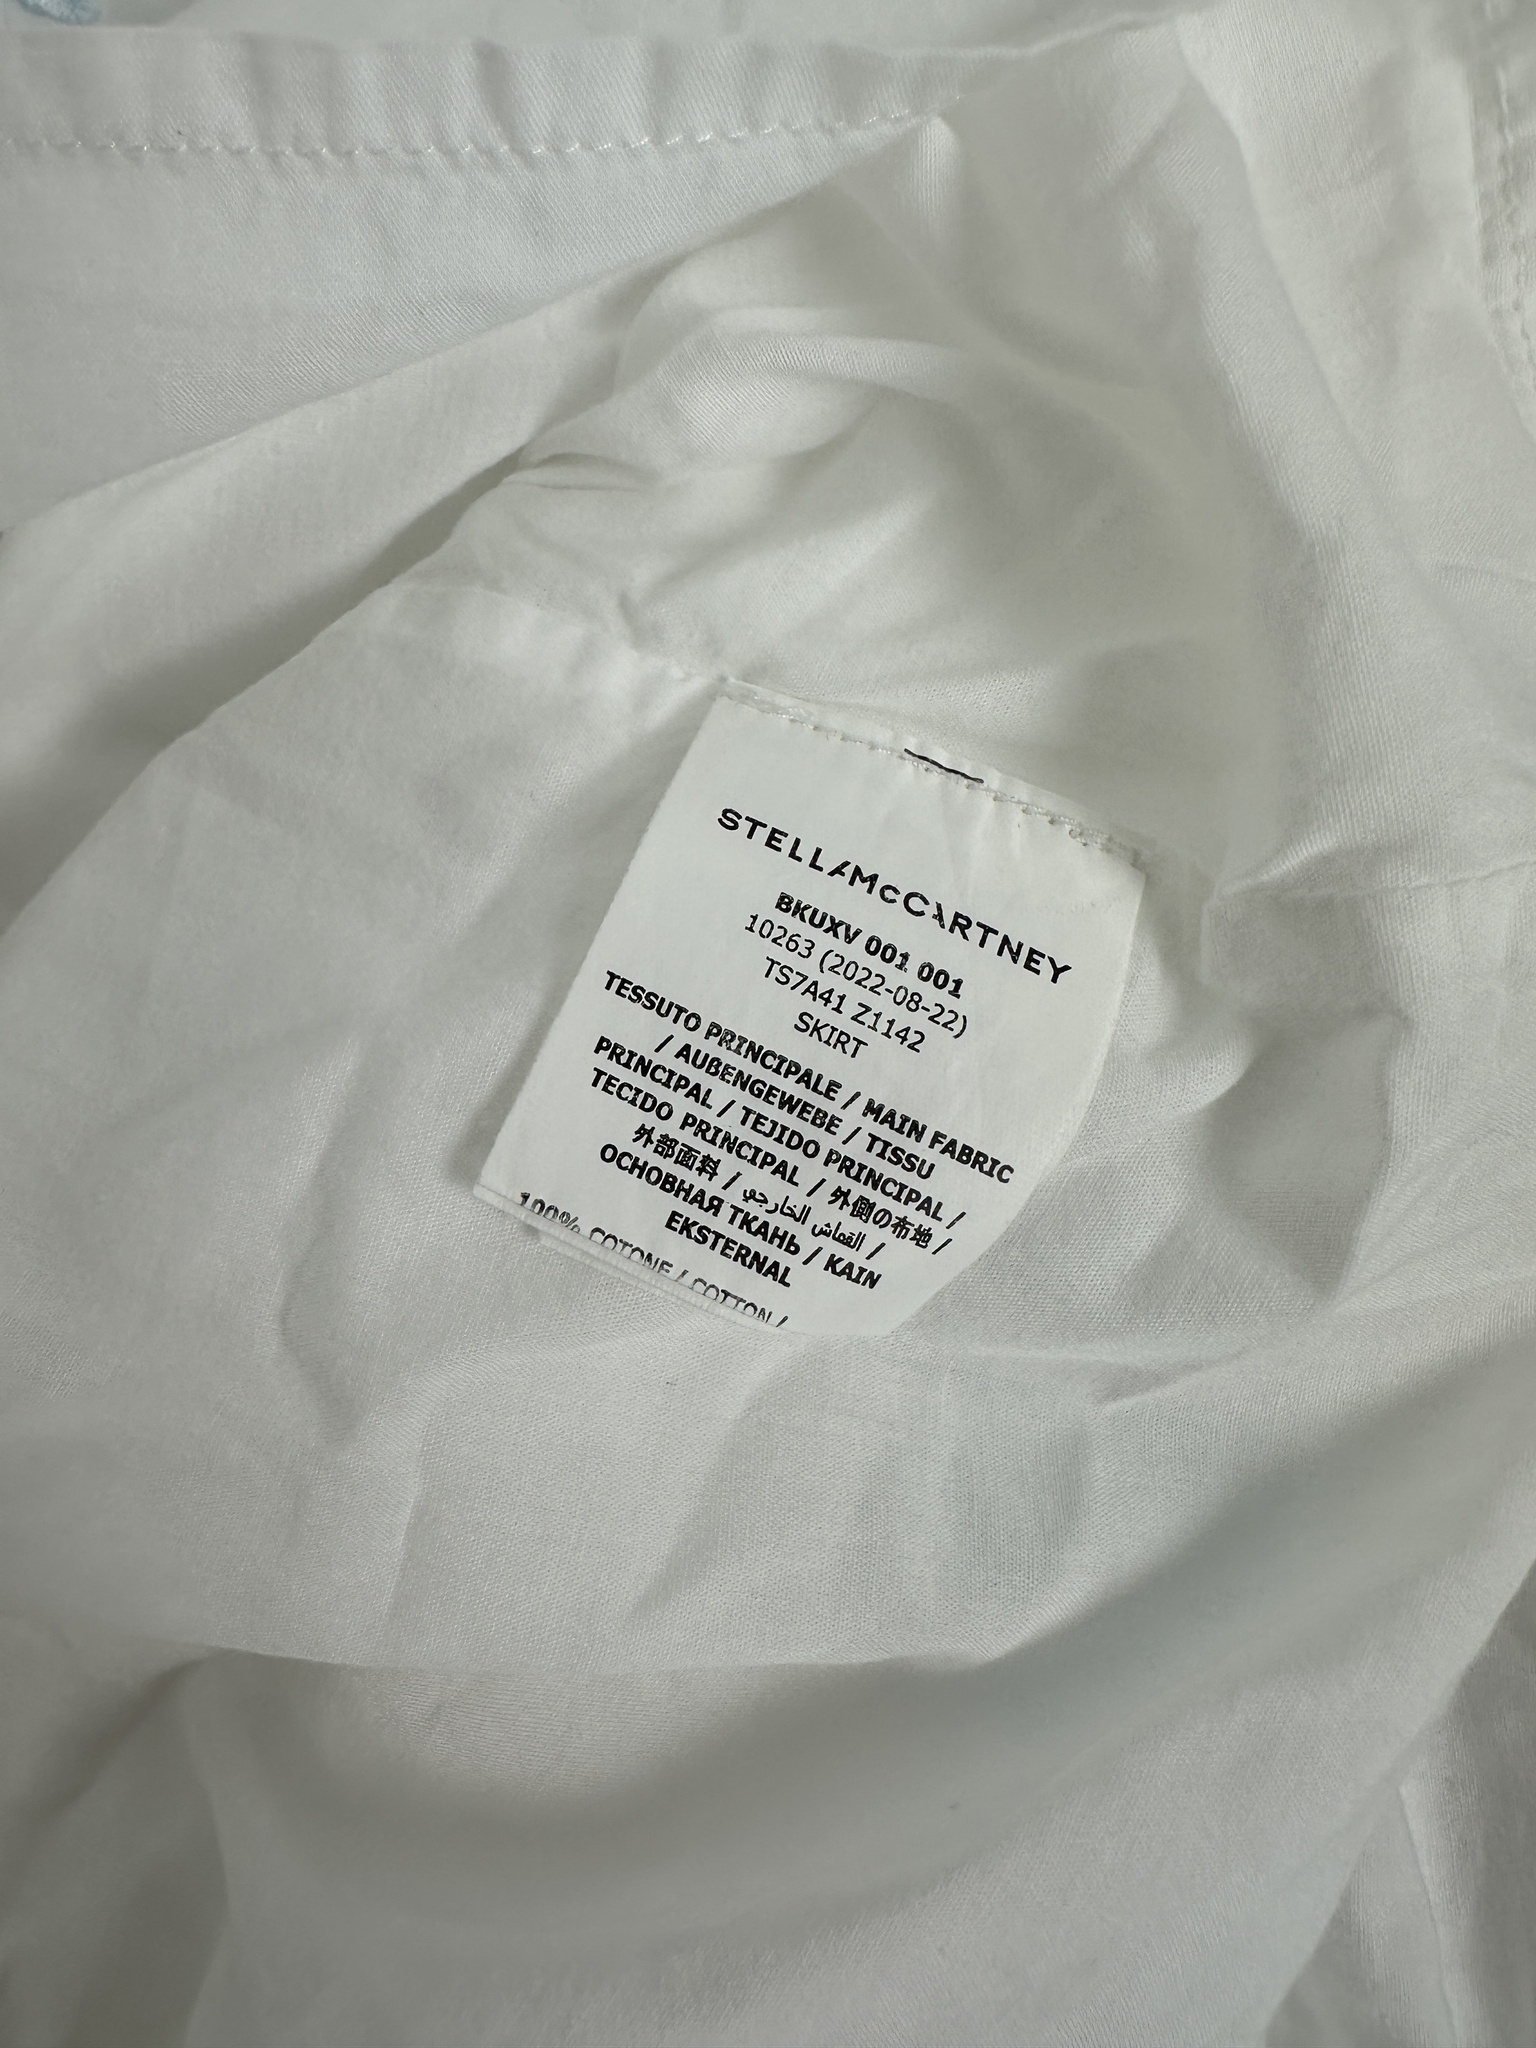 STELLAMcCARTNEY
BKUXV 001 001
10263 (2022-08-22)
TS7A41 Z1142
SKIRT
TESSUTO PRINCIPALE / MAIN FABRIC
/ AUßENGEWEBE / TISSU
PRINCIPAL / TEJIDO PRINCIPAL /
TECIDO PRINCIPAL / 外側の布地 /
外部面料 / القماش الخارجي /
ОСНОВНАЯ ТКАНЬ / KAIN
EKSTERNAL
100% COTONE / COTTON /